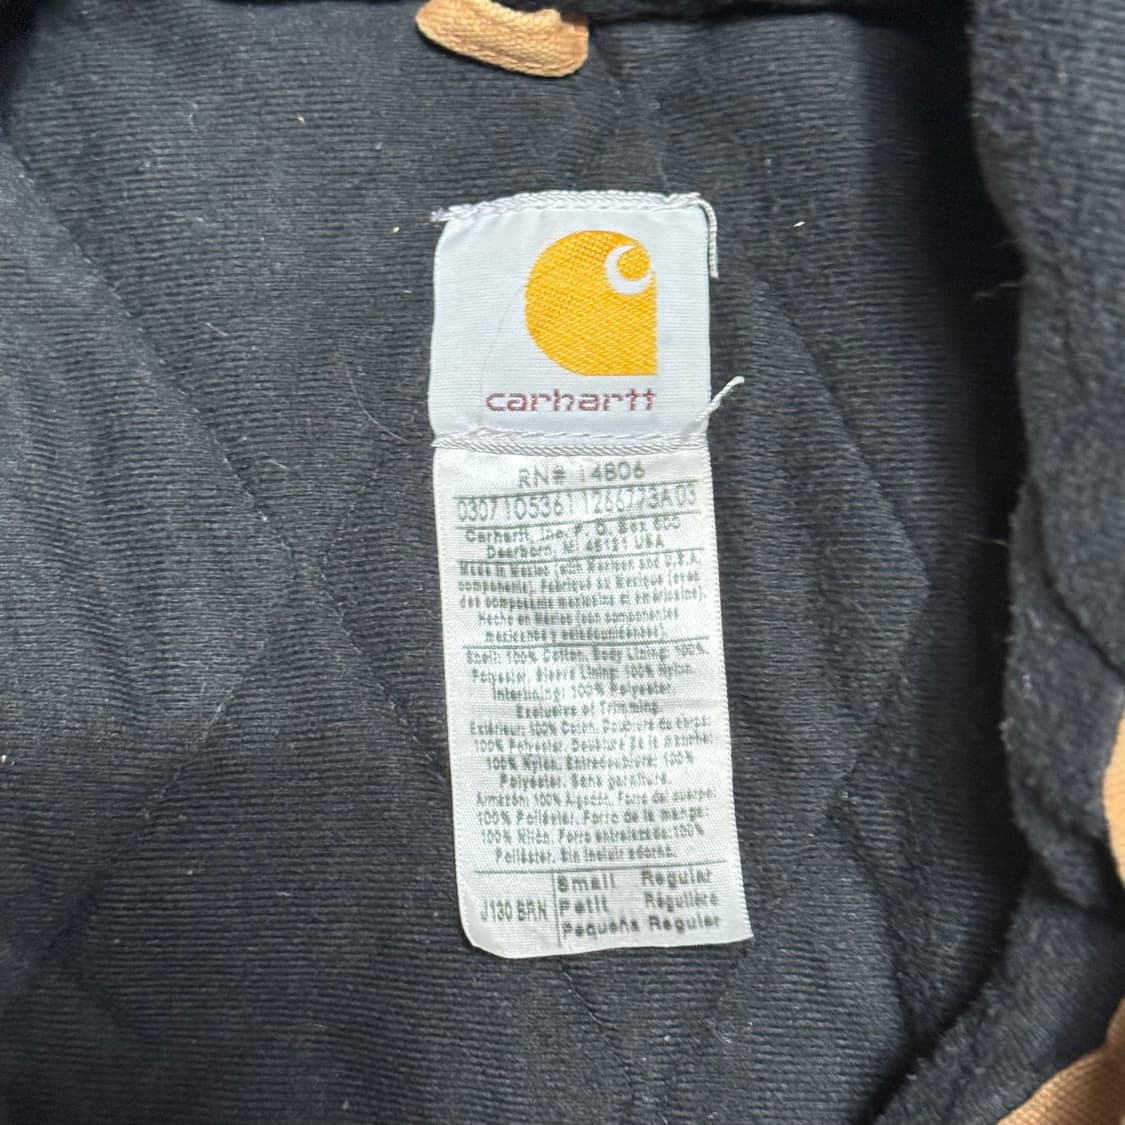 carhartt
RN# 14806
0307 105361 1266773A 03
Carhartt, Inc. P. O. Box 600
Dearborn, MI 48121 USA
Made in Mexico (with Mexican and U.S.A.
components). Fabriqué au Mexique (avec
des composants mexicains et américains).
Hecho en México (con componentes
mexicanos y estadounidenses).
Shell: 100% Cotton. Body Lining: 100%
Polyester. Sleeve Lining: 100% Nylon.
Interlining: 100% Polyester
Exclusive of Trimming
Extérieur: 100% Coton. Doublure du corps:
100% Polyester. Doublure de la manche:
100% Nylon. Entredoublure: 100%
Polyester. Sans garniture.
Armazón: 100% Algodón. Forro del cuerpo:
100% Poliéster. Forro de la manga
100% Nilón. Forro entrelazado: 100%
Poliéster. Sin incluir adorno.
J130 BRN
Small Regular
Petit Régulière
Pequeña Regular